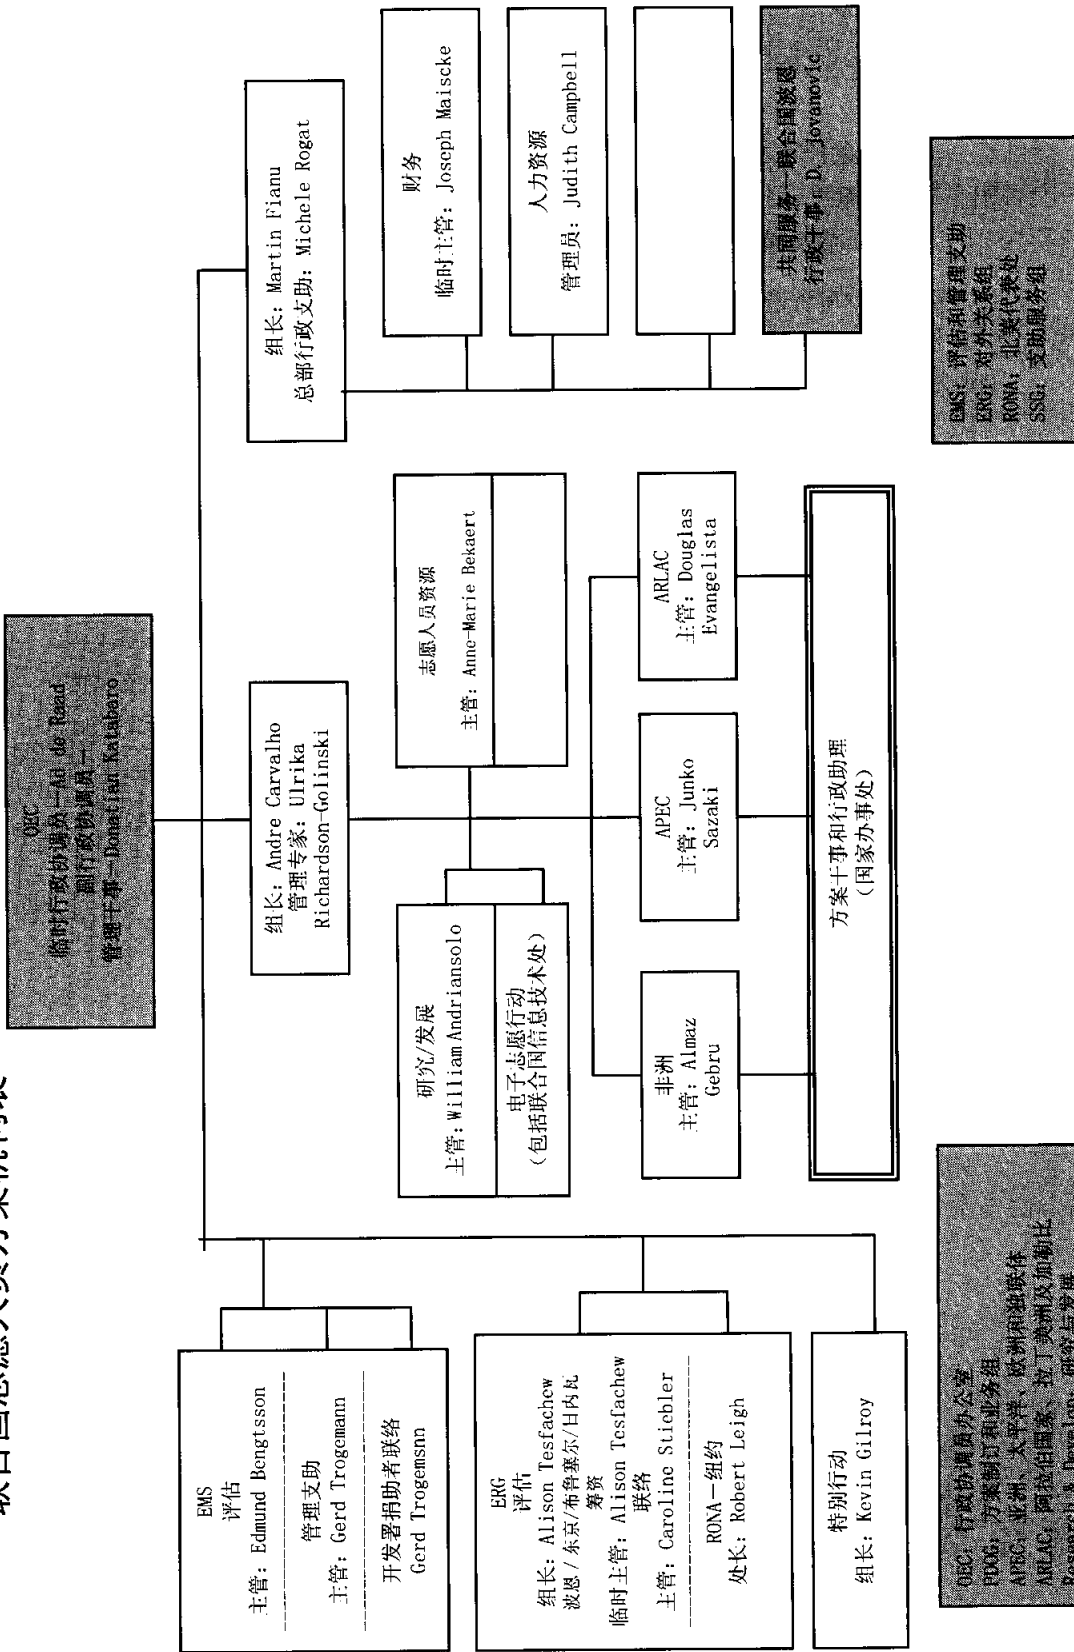 联合国志愿人员方案机构表
OEC
临时行政协调员—Ad de Raad
副行政协调员—
管理干事—Donatian Katabaro
组长: Martin Fianu
总部行政支助: Michele Rogat
财务
临时主管: Joseph Maiscke
人力资源
管理员: Judith Campbell
共同服务—联合国波恩
行政干事: D. Jovanovic
组长: Andre Carvalho
管理专家: Ulrika
Richardson-Golinski
志愿人员资源
主管: Anne-Marie Bekaert
研究/发展
主管: William Andriansolo
电子志愿行动
(包括联合国信息技术处)
非洲
主管: Almaz
Gebru
APEC
主管: Junko
Sazaki
ARLAC
主管: Douglas
Evangelista
方案干事和行政助理
(国家办事处)
EMS
评估
主管: Edmund Bengtsson
管理支助
主管: Gerd Trogemann
开发署捐助者联络
Gerd Trogemsnn
ERG
评估
组长: Alison Tesfachew
波恩/东京/布鲁塞尔/日内瓦
筹资
临时主管: Alison Tesfachew
联络
主管: Caroline Stiebler
RONA—纽约
处长: Robert Leigh
特别行动
组长: Kevin Gilroy
OEC: 行政协调员办公室
PDOG: 方案制订和业务组
APEC: 亚洲、太平洋、欧洲和独联体
ARLAC: 阿拉伯国家、拉丁美洲及加勒比
Research & Develop: 研究与发展
EMS: 评估和管理支助
ERG: 对外关系组
RONA: 北美代表处
SSG: 支助服务组